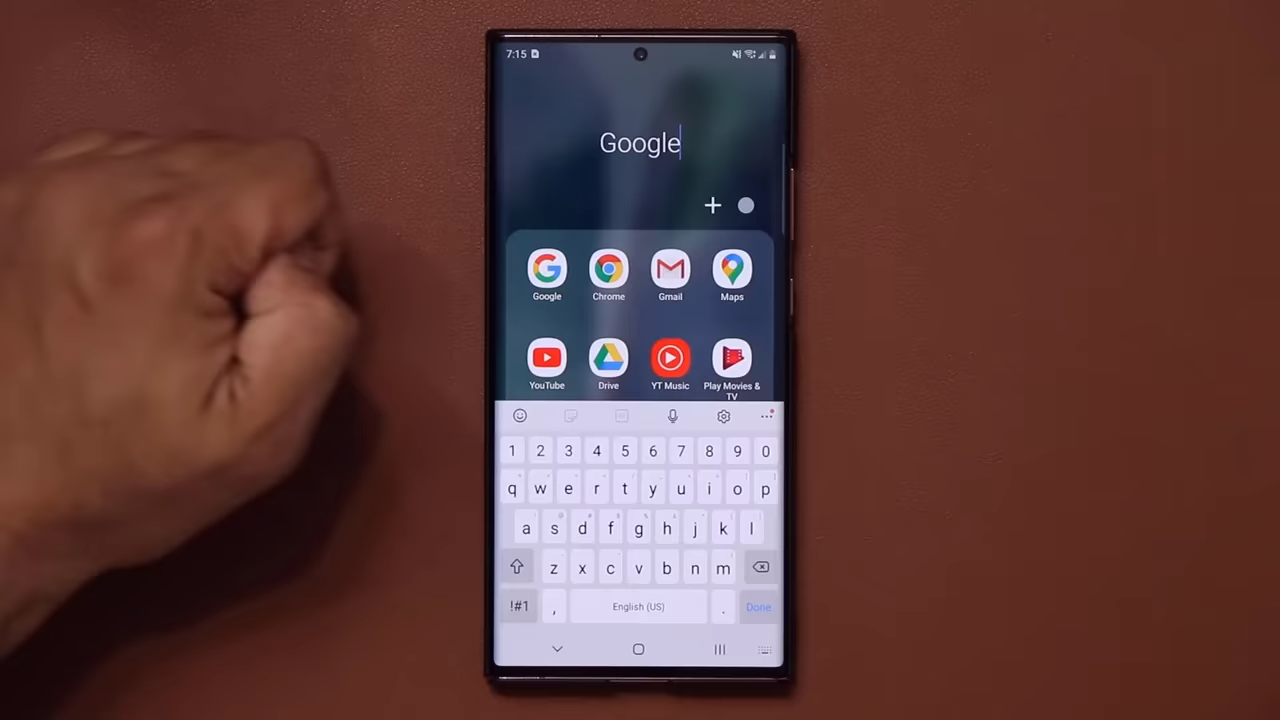 7:15
Google
Google Chrome Gmail Maps
YouTube Drive YT Music Play Movies &
TV
1 2 3 4 5 6 7 8 9 0
q w e r t y u i o p
a s d f g h j k l
z x c v b n m
!#1 , English (US) . Done